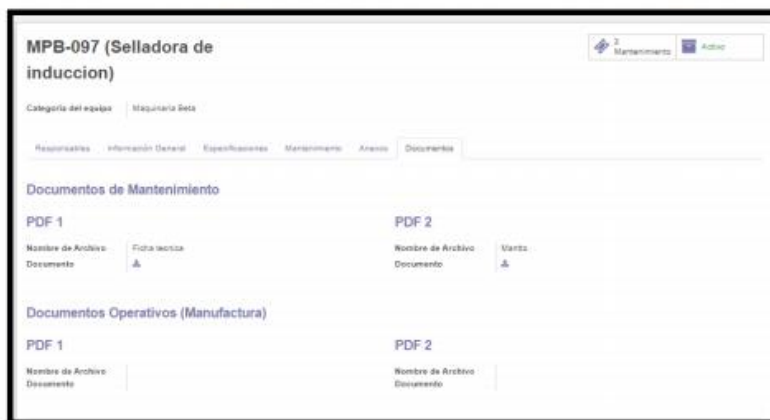 MPB-097 (Selladora de
induccion)
2
Mantenimiento
Activo
Categoría del equipo
Maquinaria Beta
Responsables
Información General
Especificaciones
Mantenimiento
Anexos
Documentos
Documentos de Mantenimiento
PDF 1
PDF 2
Nombre de Archivo
Ficha tecnica
Nombre de Archivo
Mantto.
Documento
Documento
Documentos Operativos (Manufactura)
PDF 1
PDF 2
Nombre de Archivo
Nombre de Archivo
Documento
Documento